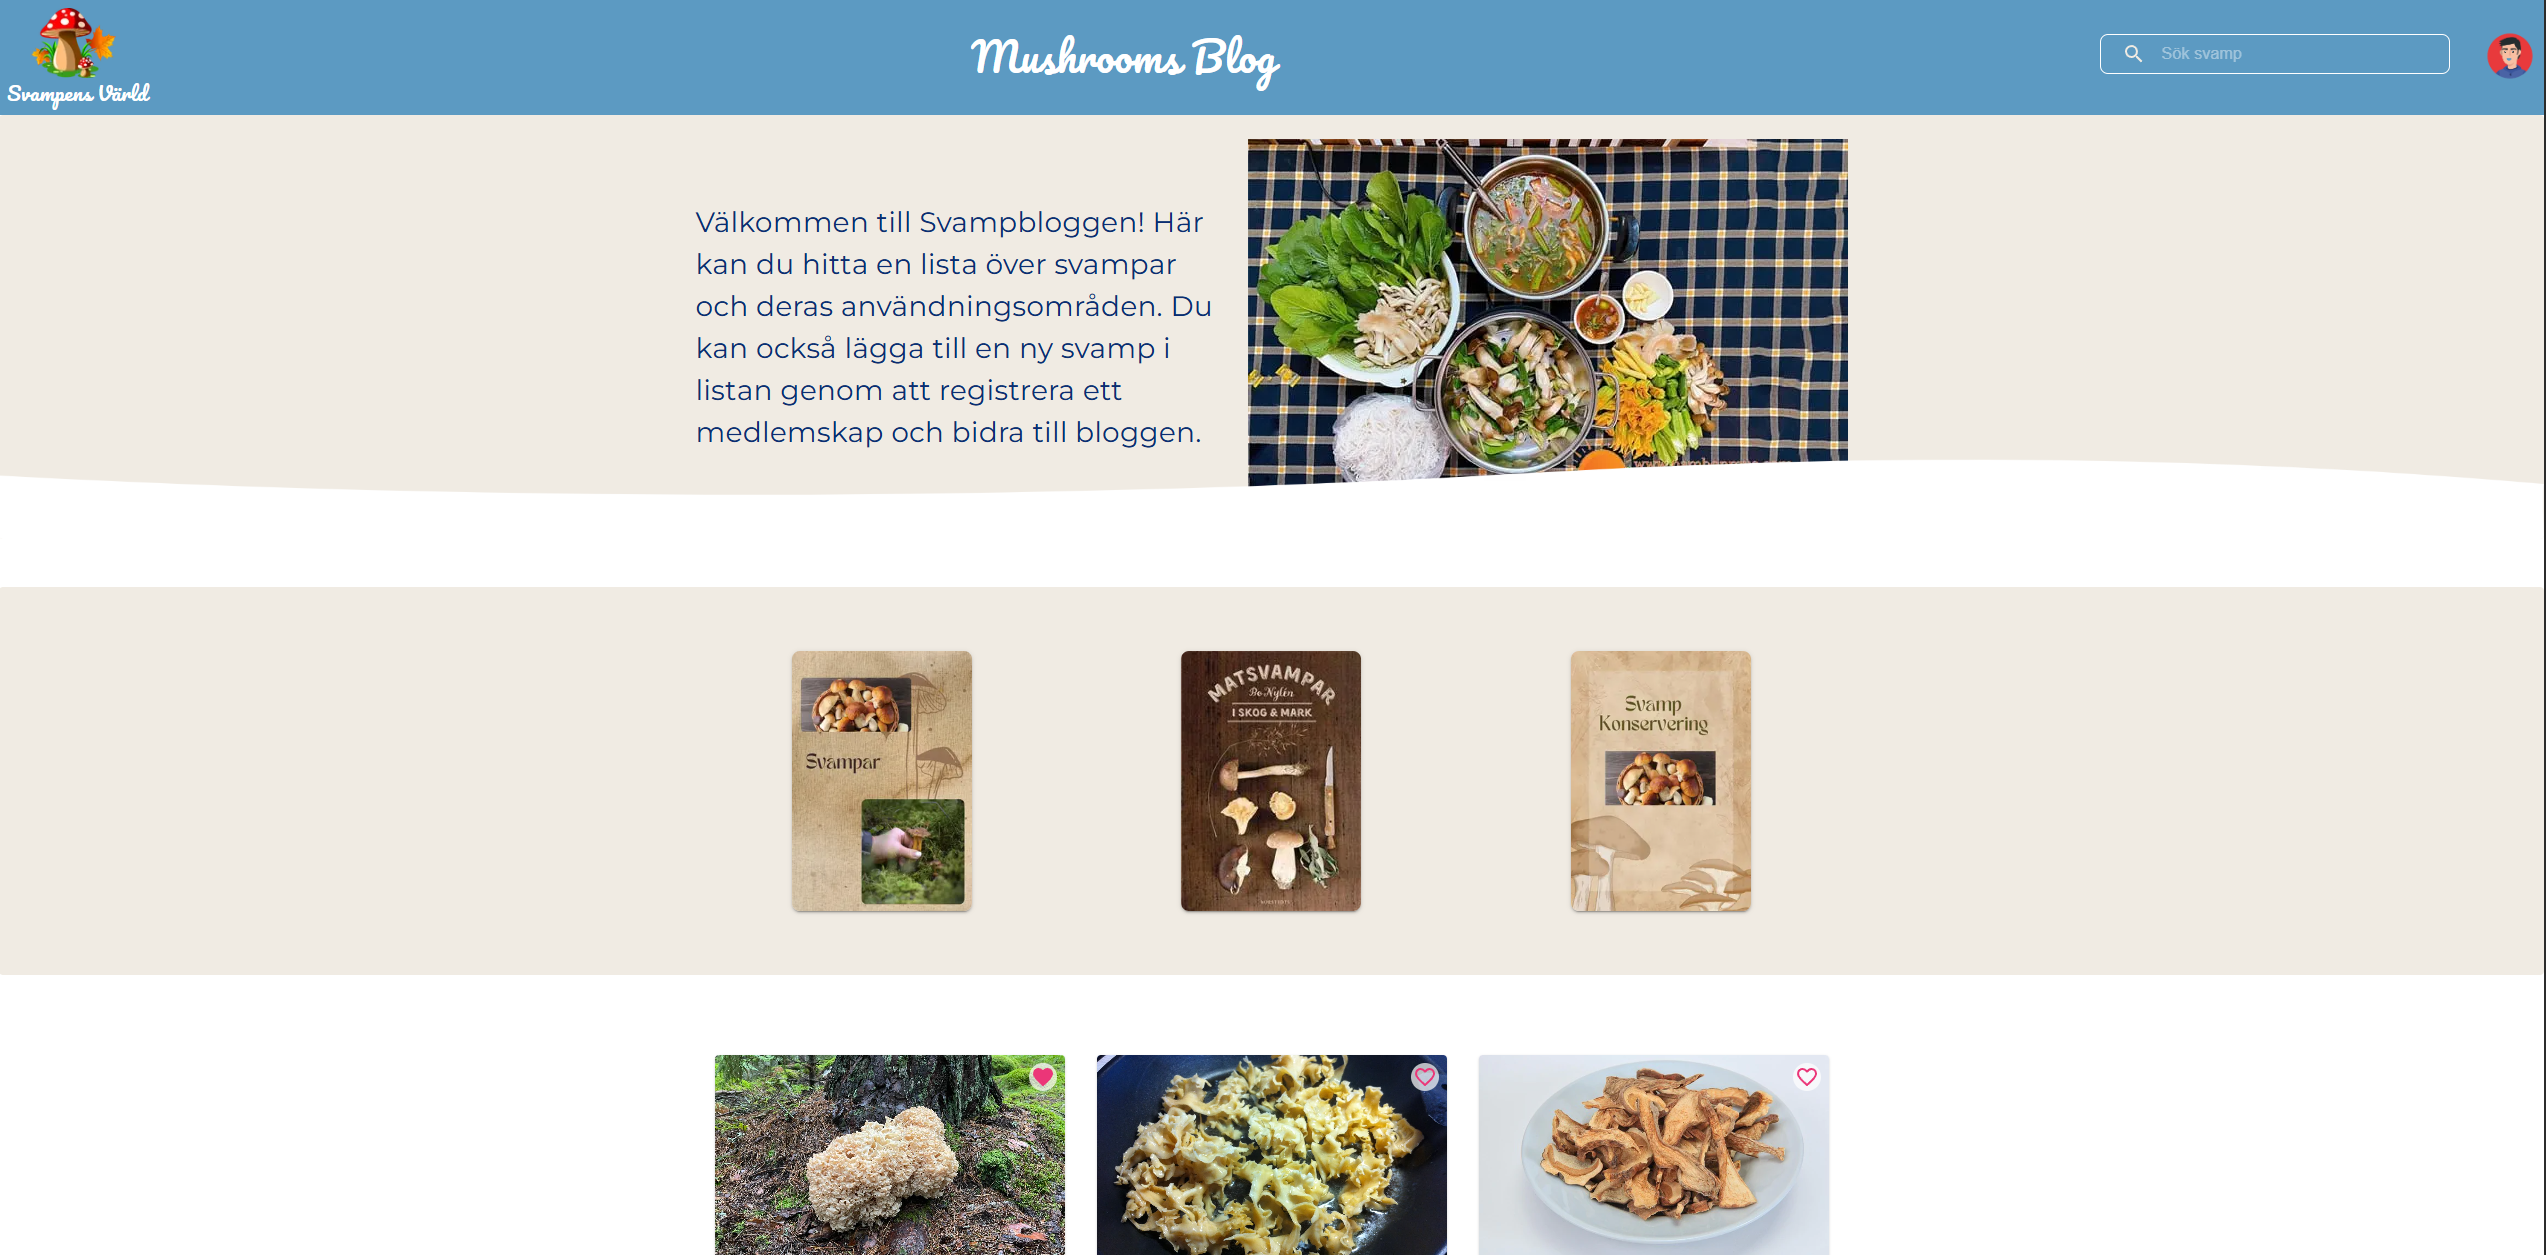 Svampens Värld
Mushrooms Blog
Sök svamp
Välkommen till Svampbloggen! Här
kan du hitta en lista över svampar
och deras användningsområden. Du
kan också lägga till en ny svamp i
listan genom att registrera ett
medlemskap och bidra till bloggen.
Svampar
MATSVAMPAR
Bo Nylén
I SKOG & MARK
Svamp
Konservering